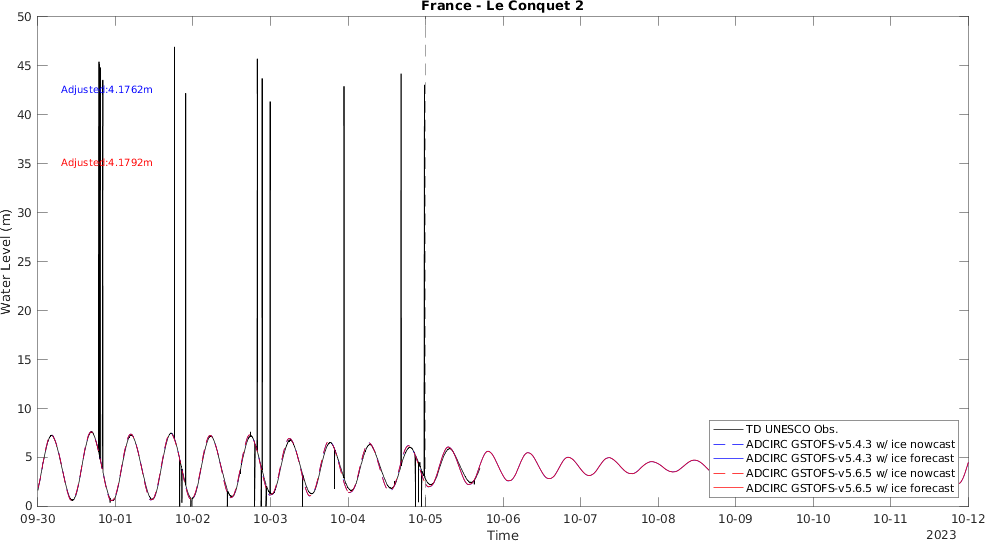 France - Le Conquet 2
50
45
40
35
30
25
20
15
10
5
0
Adjusted:4.1762m
Adjusted:4.1792m
Water Level (m)
TD UNESCO Obs.
ADCIRC GSTOFS-v5.4.3 w/ ice nowcast
ADCIRC GSTOFS-v5.4.3 w/ ice forecast
ADCIRC GSTOFS-v5.6.5 w/ ice nowcast
ADCIRC GSTOFS-v5.6.5 w/ ice forecast
09-30 10-01 10-02 10-03 10-04 10-05 10-06 10-07 10-08 10-09 10-10 10-11 10-12
Time
2023